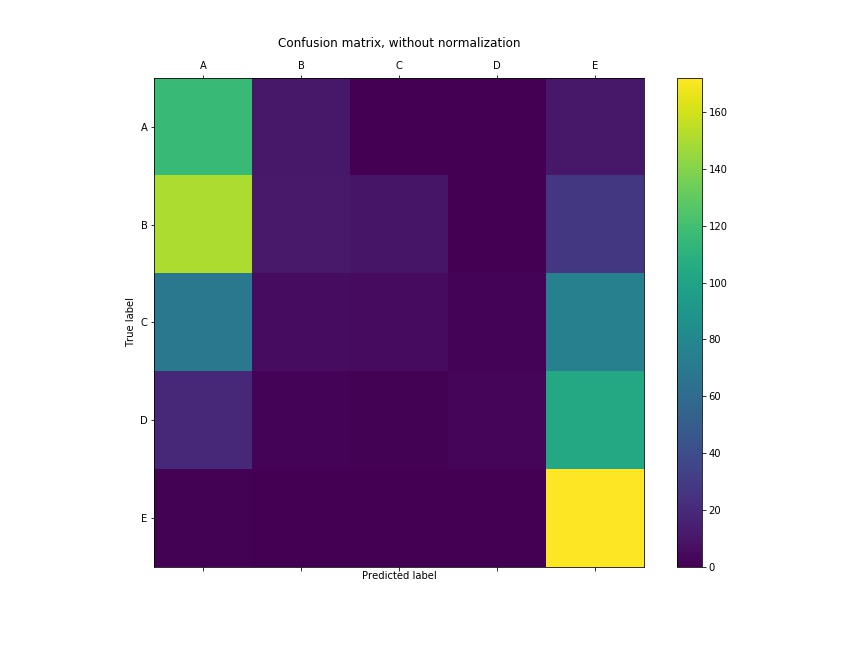 Confusion matrix, without normalization
A B C D E
A
B
C
D
E
True label
Predicted label
160
140
120
100
80
60
40
20
0